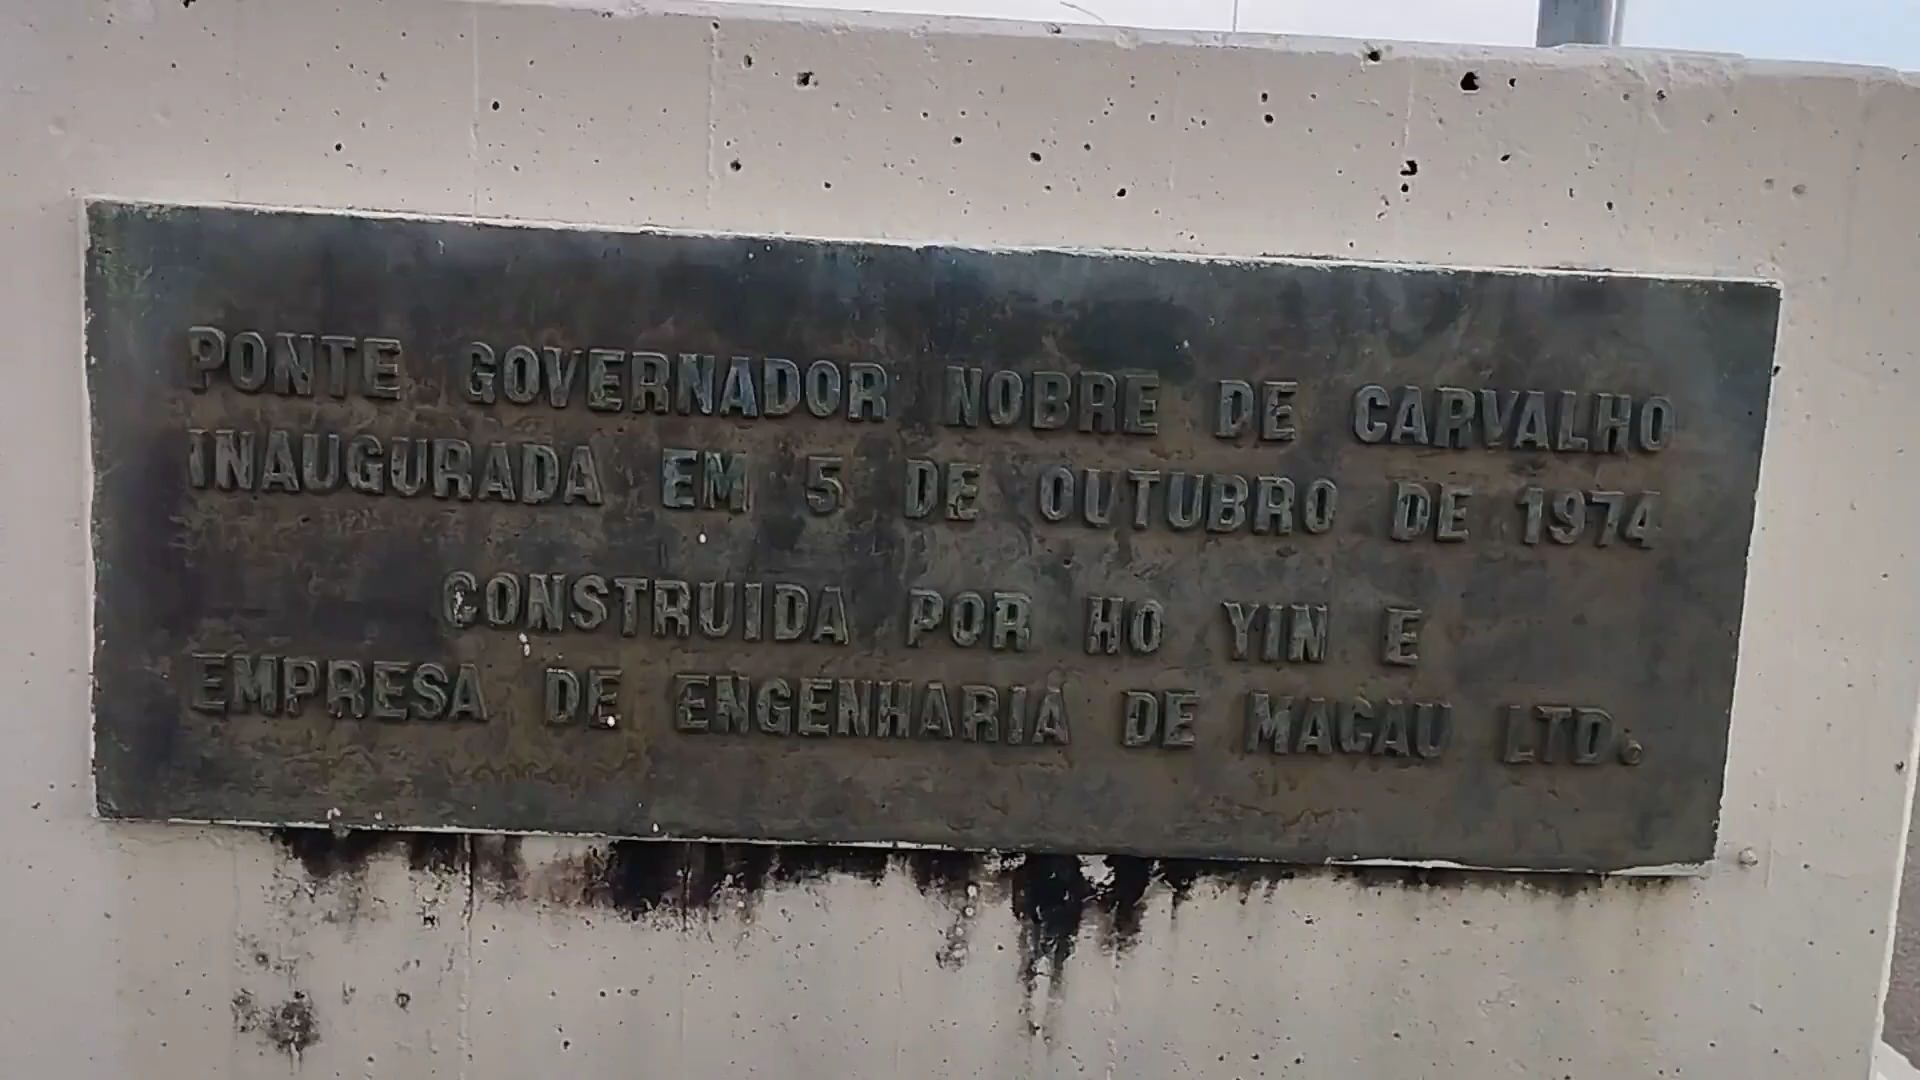 PONTE GOVERNADOR NOBRE DE CARVALHO
INAUGURADA EM 5 DE OUTUBRO DE 1974
CONSTRUIDA POR HO YIN E
EMPRESA DE ENGENHARIA DE MACAU LTD.